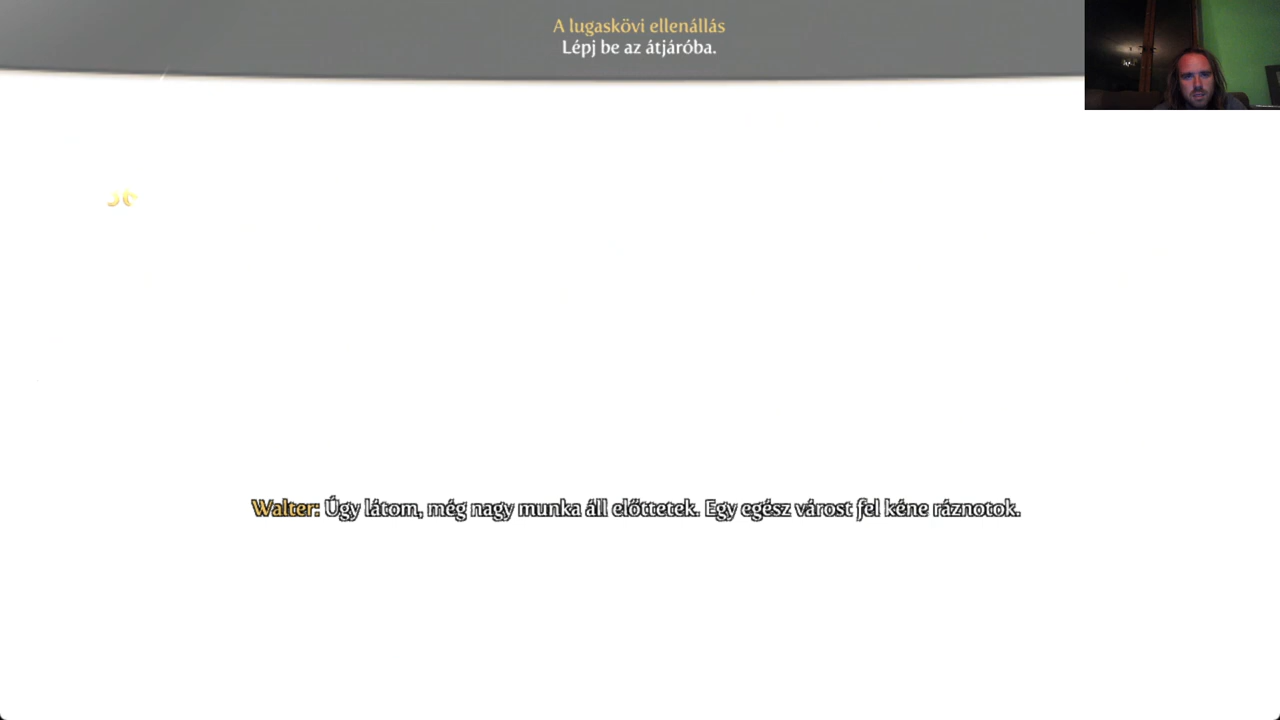 A lugaskövi ellenállás
Lépj be az átjáróba.
Walter: Úgy látom, még nagy munka áll előttetek. Egy egész várost fel kéne ráznotok.